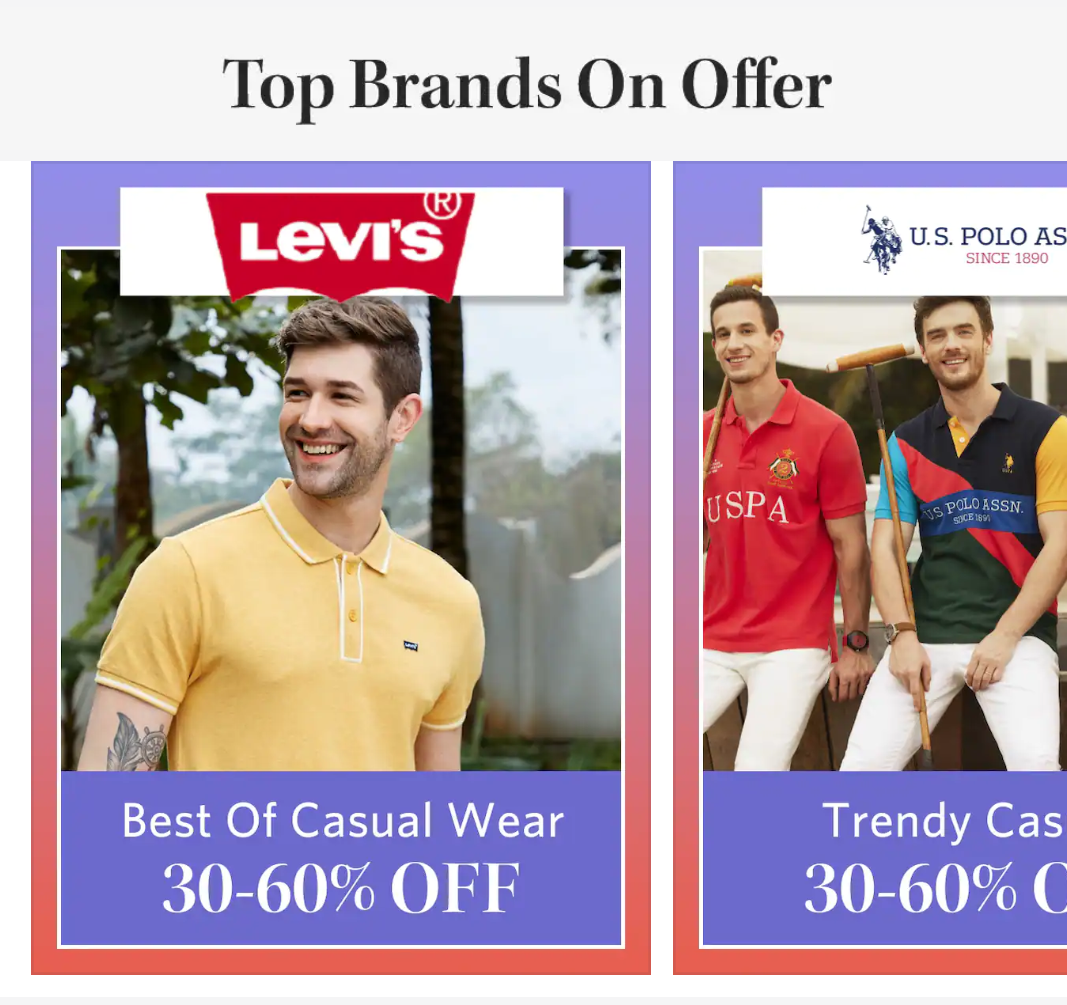 Top Brands On Offer
LEVI'S®
Best Of Casual Wear
30-60% OFF
U.S. POLO AS
SINCE 1890
USPA
U.S. POLO ASSN.
SINCE 1890
Trendy Cas
30-60% O